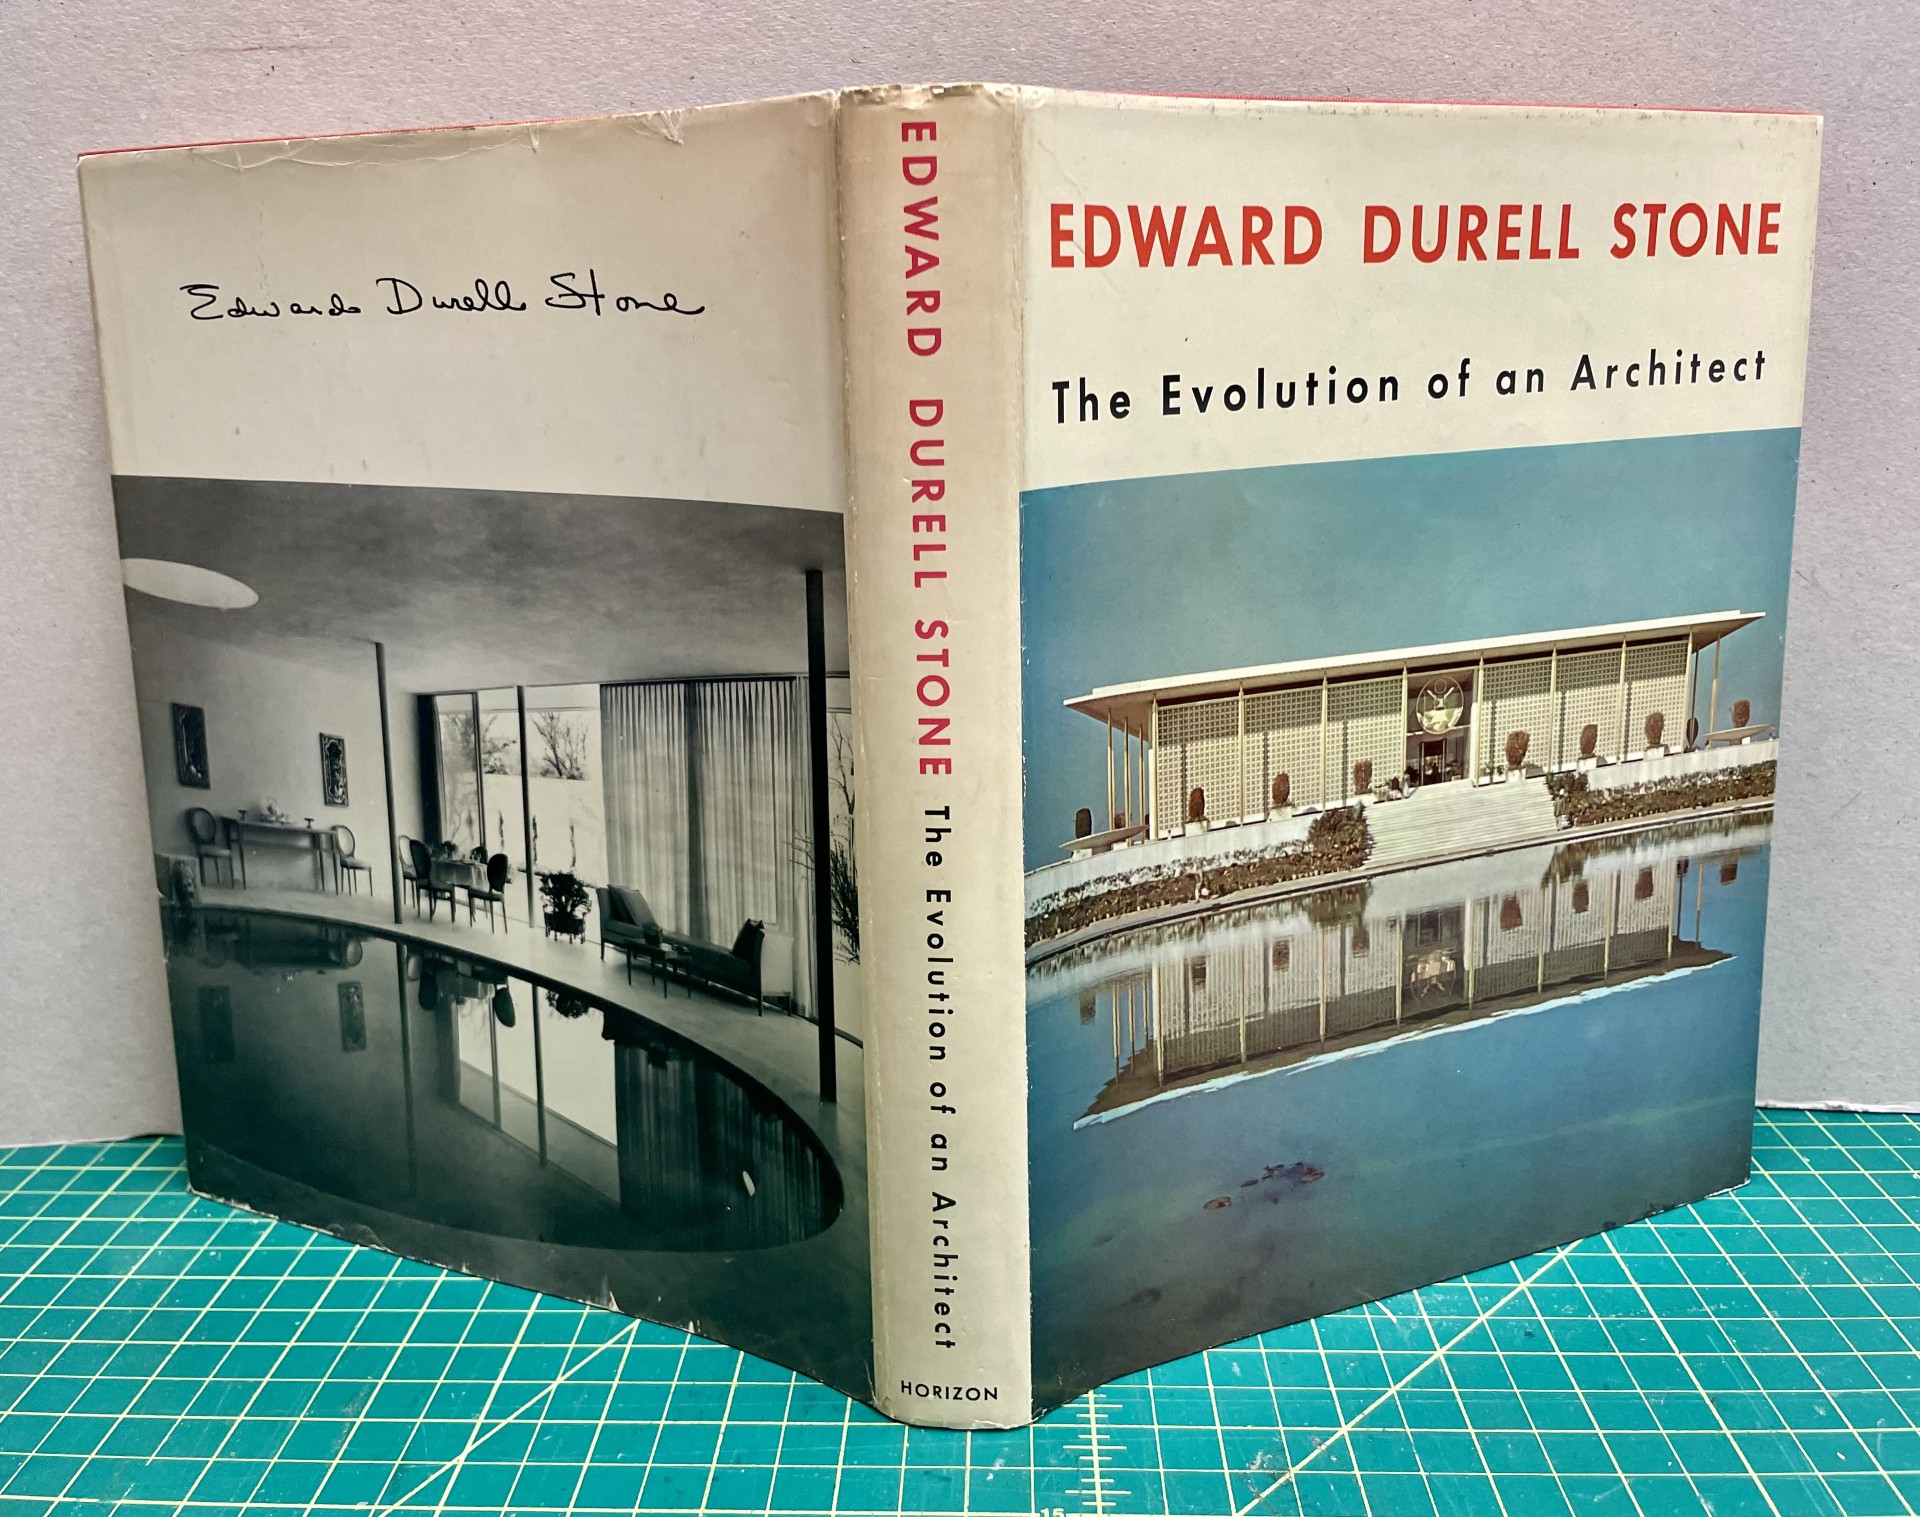 Edward Durell Stone
EDWARD DURELL STONE The Evolution of an Architect
HORIZON
EDWARD DURELL STONE
The Evolution of an Architect
15